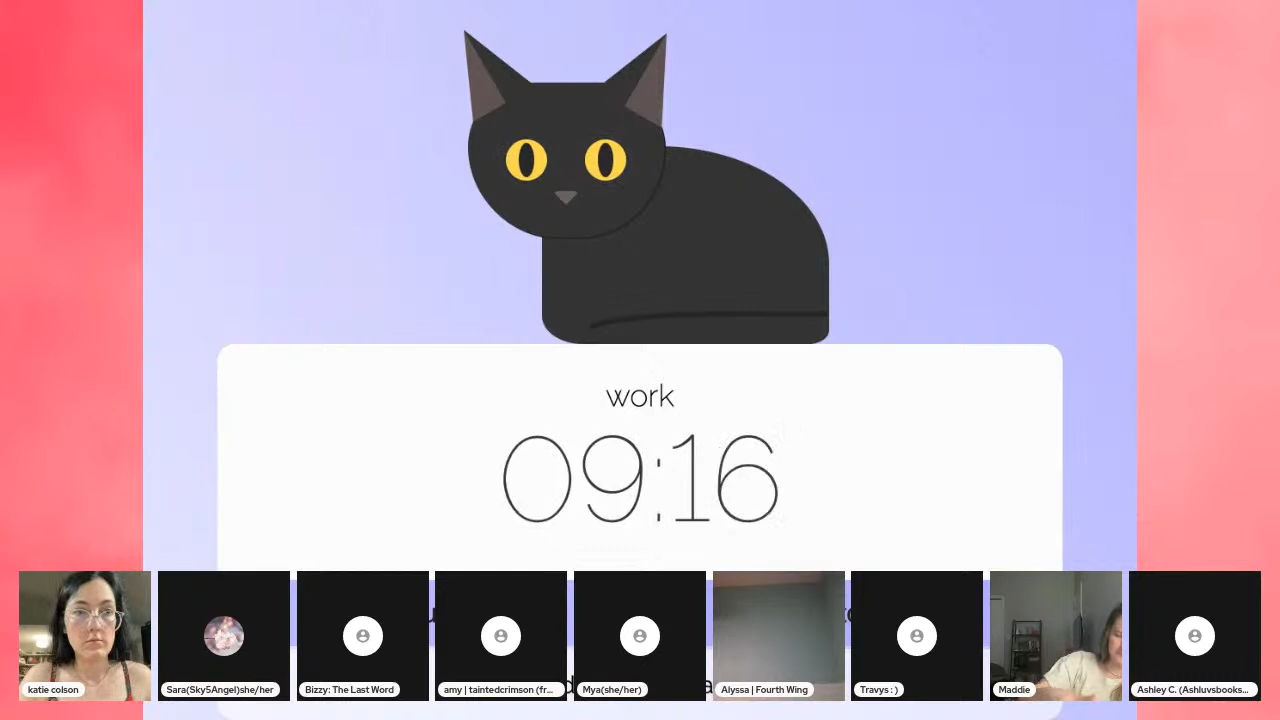 work
09:16
katie colson
Sara(Sky5Angel)she/her
Bizzy: The Last Word
amy | taintedcrimson (fr...
Mya(she/her)
Alyssa | Fourth Wing
Travys : )
Maddie
Ashley C. (Ashluvsbooks...